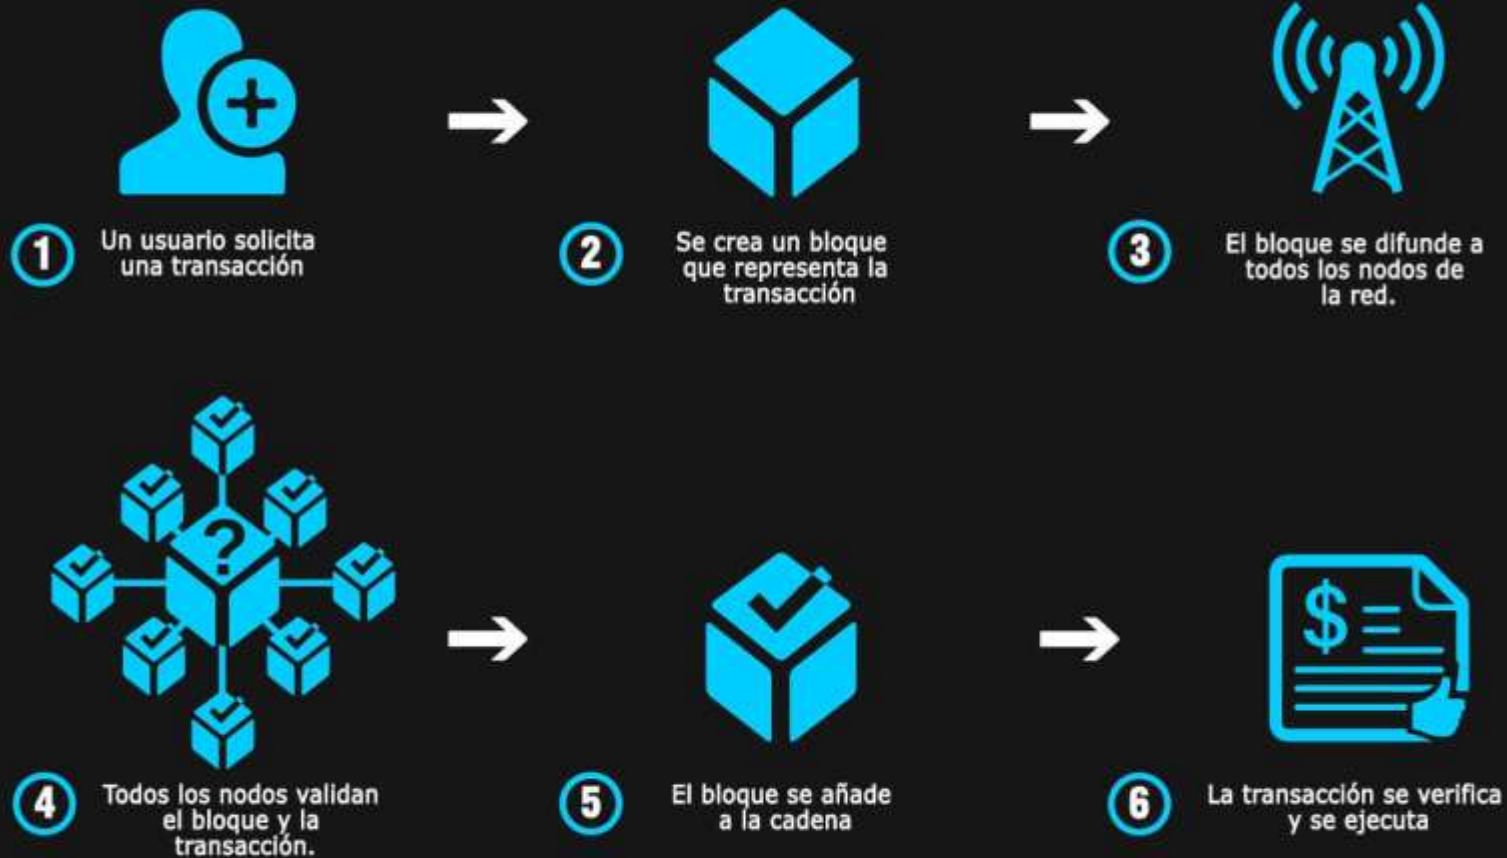 1
Un usuario solicita
una transacción
2
Se crea un bloque
que representa la
transacción
3
El bloque se difunde a
todos los nodos de
la red.
?
4
Todos los nodos validan
el bloque y la
transacción.
5
El bloque se añade
a la cadena
$
6
La transacción se verifica
y se ejecuta